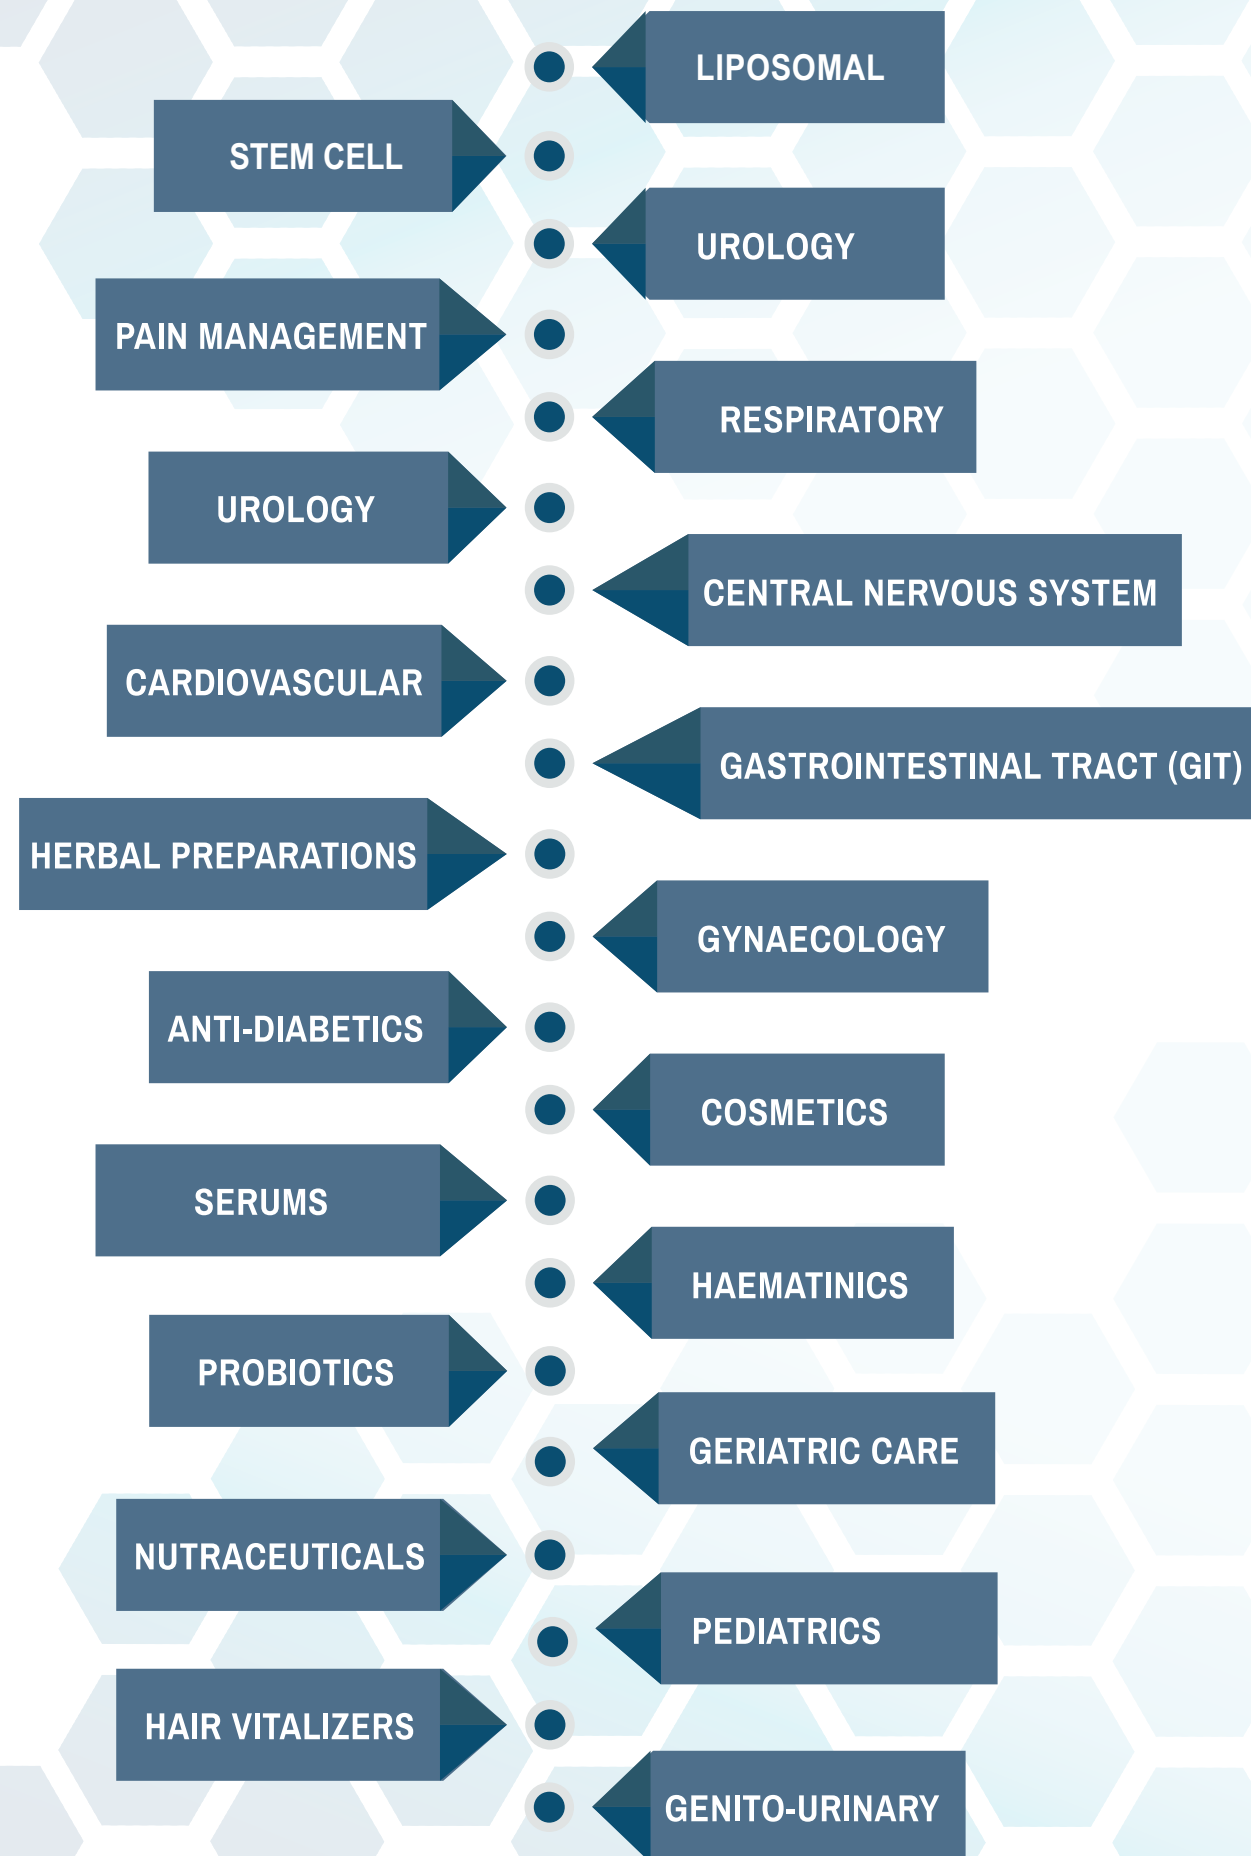 LIPOSOMAL
STEM CELL
UROLOGY
PAIN MANAGEMENT
RESPIRATORY
UROLOGY
CENTRAL NERVOUS SYSTEM
CARDIOVASCULAR
GASTROINTESTINAL TRACT (GIT)
HERBAL PREPARATIONS
GYNAECOLOGY
ANTI-DIABETICS
COSMETICS
SERUMS
HAEMATINICS
PROBIOTICS
GERIATRIC CARE
NUTRACEUTICALS
PEDIATRICS
HAIR VITALIZERS
GENITO-URINARY